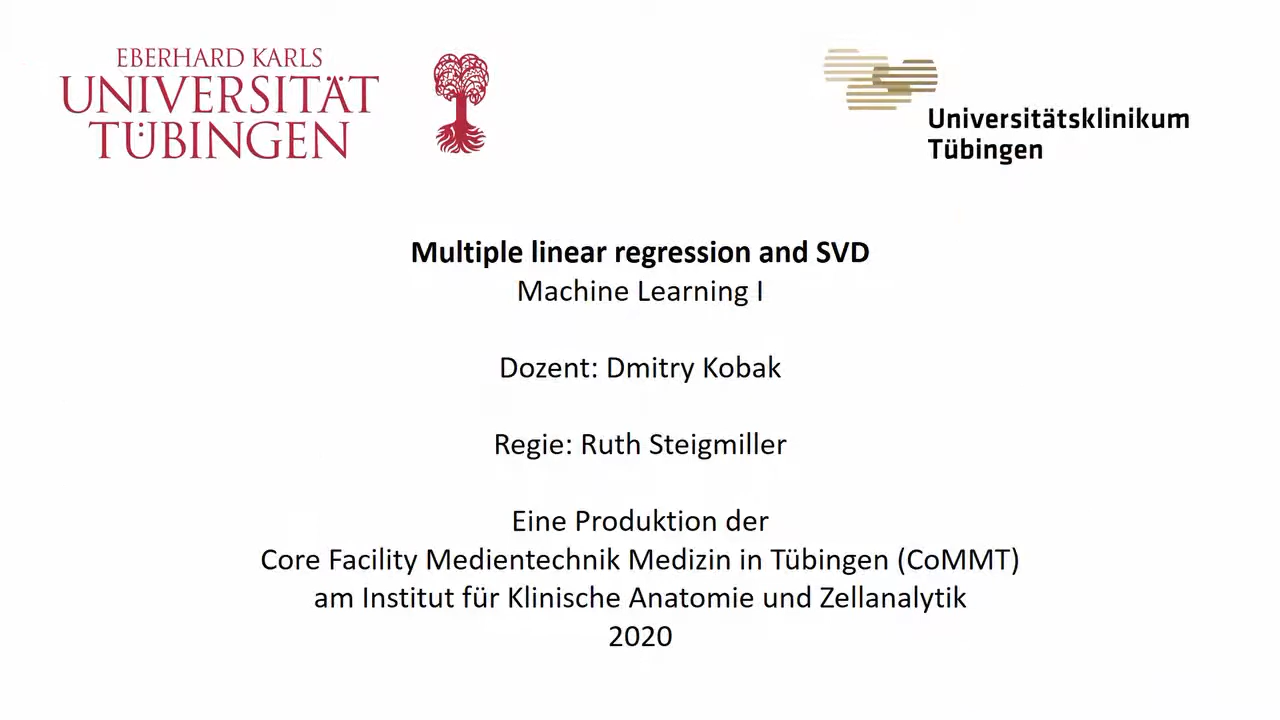 EBERHARD KARLS
UNIVERSITÄT
TÜBINGEN
Universitätsklinikum
Tübingen
Multiple linear regression and SVD
Machine Learning I
Dozent: Dmitry Kobak
Regie: Ruth Steigmiller
Eine Produktion der
Core Facility Medientechnik Medizin in Tübingen (CoMMT)
am Institut für Klinische Anatomie und Zellanalytik
2020